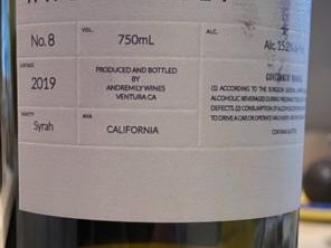 No. 8
VOL.
750mL
ALC.
Alc. 15.2%
VINTAGE
2019
PRODUCED AND BOTTLED
BY
ANDREMILY WINES
VENTURA CA
GOVERNMENT WARNING
(1) ACCORDING TO THE SURGEON GENERAL
ALCOHOLIC BEVERAGES DURING PREGNANCY
DEFECTS. (2) CONSUMPTION OF ALCOHOLIC
TO DRIVE A CAR OR OPERATE MACHINERY
CONTAINS SULFITES
VARIETY
Syrah
AVA
CALIFORNIA